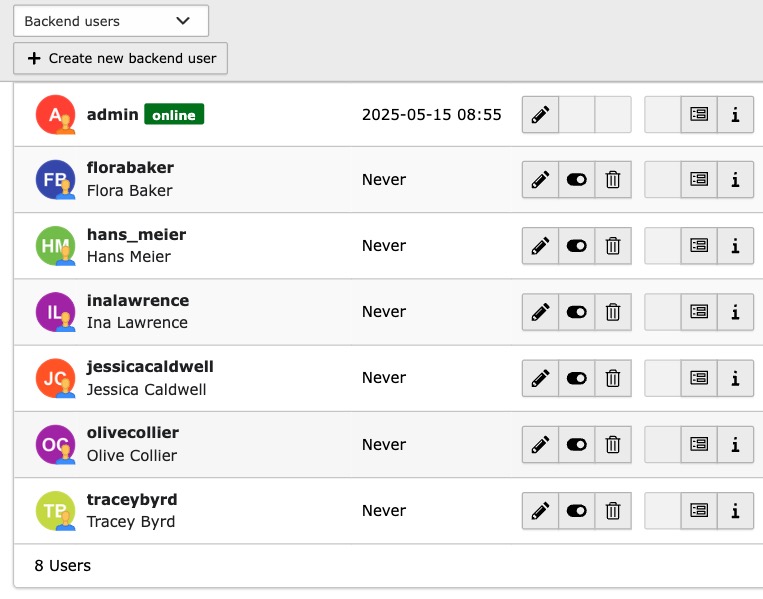 Backend users
+ Create new backend user
A admin online 2025-05-15 08:55
FB florabaker
Flora Baker Never
HM hans_meier
Hans Meier Never
IL inalawrence
Ina Lawrence Never
JC jessicacaldwell
Jessica Caldwell Never
OC olivecollier
Olive Collier Never
TB traceybyrd
Tracey Byrd Never
8 Users